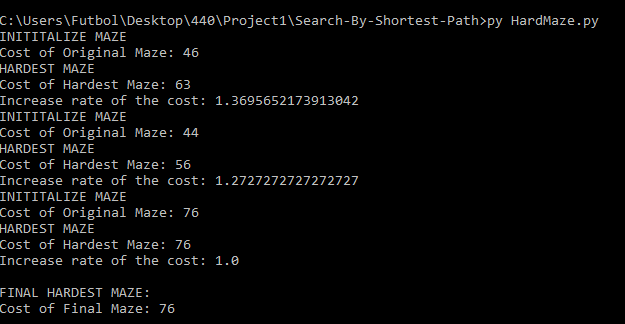 C:\Users\Futbol\Desktop\440\Project1\Search-By-Shortest-Path>py HardMaze.py
INITITALIZE MAZE
Cost of Original Maze: 46
HARDEST MAZE
Cost of Hardest Maze: 63
Increase rate of the cost: 1.3695652173913042
INITITALIZE MAZE
Cost of Original Maze: 44
HARDEST MAZE
Cost of Hardest Maze: 56
Increase rate of the cost: 1.2727272727272727
INITITALIZE MAZE
Cost of Original Maze: 76
HARDEST MAZE
Cost of Hardest Maze: 76
Increase rate of the cost: 1.0
FINAL HARDEST MAZE:
Cost of Final Maze: 76